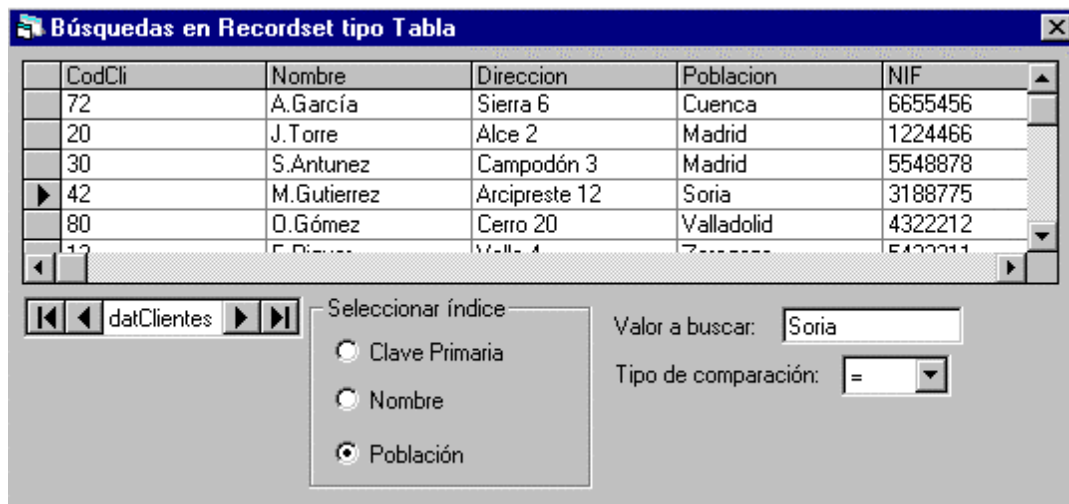 Búsquedas en Recordset tipo Tabla
CodCli Nombre Direccion Poblacion NIF
72 A.García Sierra 6 Cuenca 6655456
20 J.Torre Alce 2 Madrid 1224466
30 S.Antunez Campodón 3 Madrid 5548878
42 M.Gutierrez Arcipreste 12 Soria 3188775
80 O.Gómez Cerro 20 Valladolid 4322212
datClientes
Seleccionar índice
Clave Primaria
Nombre
Población
Valor a buscar: Soria
Tipo de comparación: =